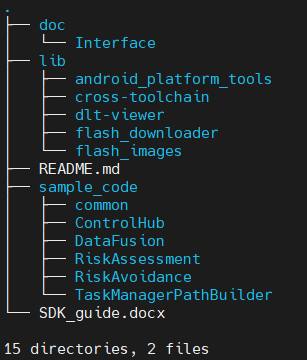 .
├── doc
│   └── Interface
├── lib
│   ├── android_platform_tools
│   ├── cross-toolchain
│   ├── dlt-viewer
│   ├── flash_downloader
│   └── flash_images
├── README.md
├── sample_code
│   ├── common
│   ├── ControlHub
│   ├── DataFusion
│   ├── RiskAssessment
│   ├── RiskAvoidance
│   └── TaskManagerPathBuilder
└── SDK_guide.docx

15 directories, 2 files